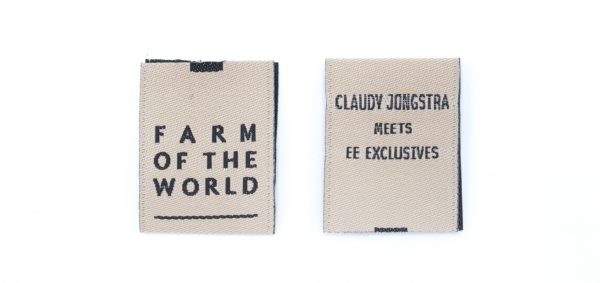 FARM
OF THE
WORLD
CLAUDY JONGSTRA
MEETS
EE EXCLUSIVES